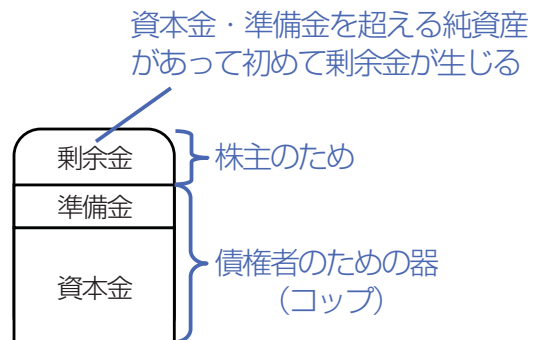 資本金・準備金を超える純資産
があって初めて剰余金が生じる
剰余金
株主のため
準備金
資本金
債権者のための器
（コップ）